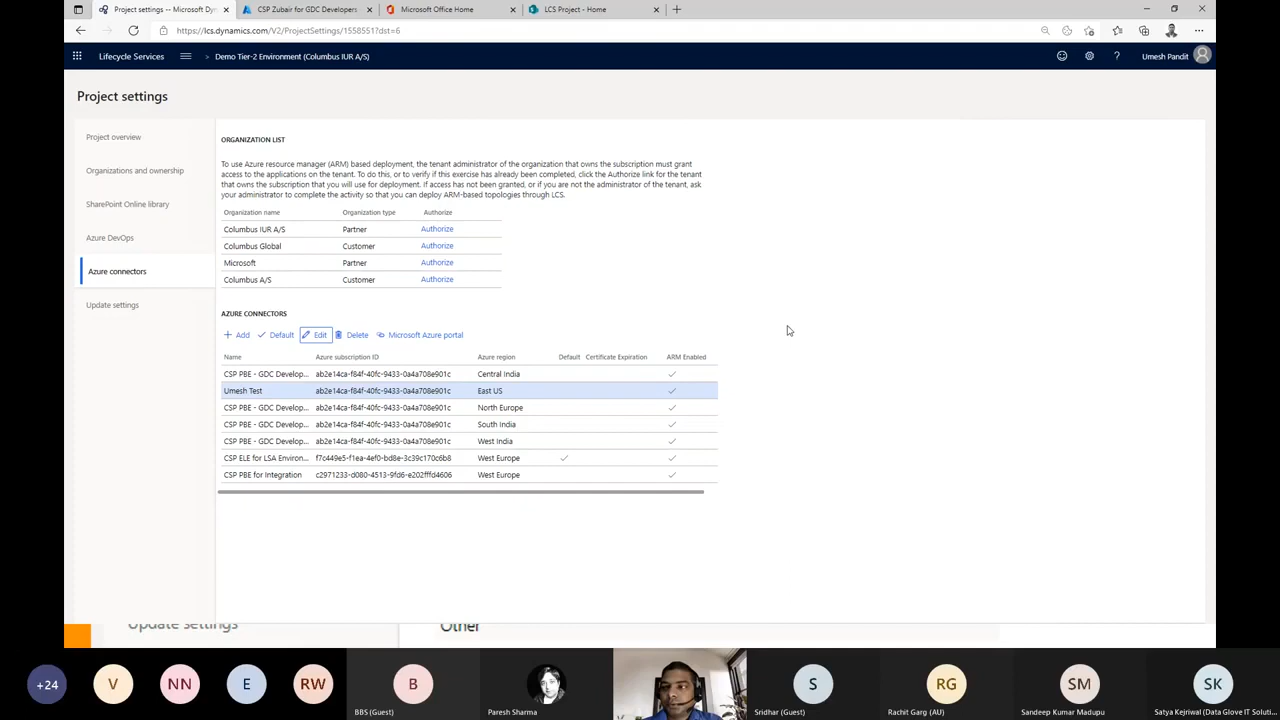 Project settings -- Microsoft Dyn
CSP Zubair for GDC Developers
Microsoft Office Home
LCS Project - Home
https://lcs.dynamics.com/V2/ProjectSettings/1558551?dst=6
Lifecycle Services
> Demo Tier-2 Environment (Columbus IUR A/S)
Umesh Pandit
Project settings
Project overview
Organizations and ownership
SharePoint Online library
Azure DevOps
Azure connectors
Update settings
ORGANIZATION LIST
To use Azure resource manager (ARM) based deployment, the tenant administrator of the organization that owns the subscription must grant
access to the applications on the tenant. To do this, or to verify if this exercise has already been completed, click the Authorize link for the tenant
that owns the subscription that you will use for deployment. If access has not been granted, or if you are not the administrator of the tenant, ask
your administrator to complete the activity so that you can deploy ARM-based topologies through LCS.
Organization name Organization type Authorize
Columbus IUR A/S Partner Authorize
Columbus Global Customer Authorize
Microsoft Partner Authorize
Columbus A/S Customer Authorize
AZURE CONNECTORS
+ Add Default Edit Delete Microsoft Azure portal
Name Azure subscription ID Azure region Default Certificate Expiration ARM Enabled
CSP PBE - GDC Develop... ab2e14ca-f84f-40fc-9433-0a4a708e901c Central India
Umesh Test ab2e14ca-f84f-40fc-9433-0a4a708e901c East US
CSP PBE - GDC Develop... ab2e14ca-f84f-40fc-9433-0a4a708e901c North Europe
CSP PBE - GDC Develop... ab2e14ca-f84f-40fc-9433-0a4a708e901c South India
CSP PBE - GDC Develop... ab2e14ca-f84f-40fc-9433-0a4a708e901c West India
CSP ELE for LSA Environ... f7c449e5-f1ea-4ef0-bd8e-3c39c170c6b8 West Europe
CSP PBE for Integration c2971233-d080-4513-9fd6-e202fffd4606 West Europe
Update settings
Other
+24
V
NN
E
RW
B
BBS (Guest)
Paresh Sharma
S
Sridhar (Guest)
RG
Rachit Garg (AU)
SM
Sandeep Kumar Madupu
SK
Satya Kejriwal (Data Glove IT Soluti...